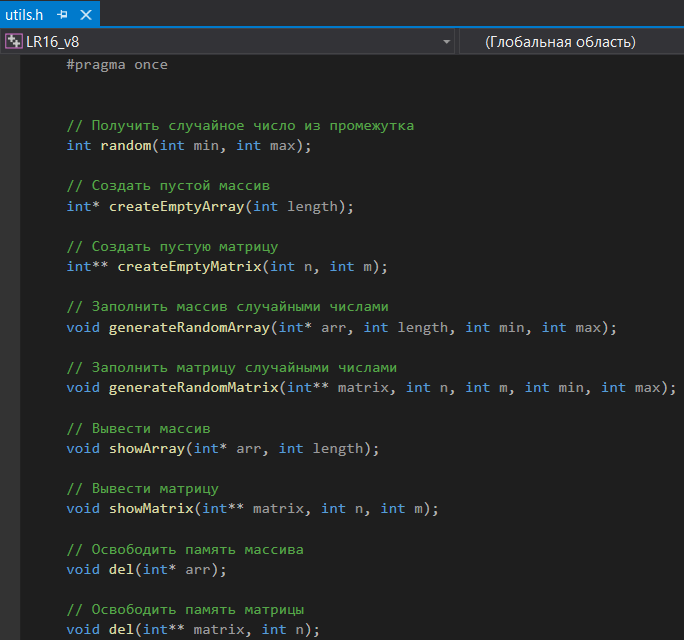 utils.h
LR16_v8
(Глобальная область)
#pragma once
// Получить случайное число из промежутка
int random(int min, int max);
// Создать пустой массив
int* createEmptyArray(int length);
// Создать пустую матрицу
int** createEmptyMatrix(int n, int m);
// Заполнить массив случайными числами
void generateRandomArray(int* arr, int length, int min, int max);
// Заполнить матрицу случайными числами
void generateRandomMatrix(int** matrix, int n, int m, int min, int max);
// Вывести массив
void showArray(int* arr, int length);
// Вывести матрицу
void showMatrix(int** matrix, int n, int m);
// Освободить память массива
void del(int* arr);
// Освободить память матрицы
void del(int** matrix, int n);